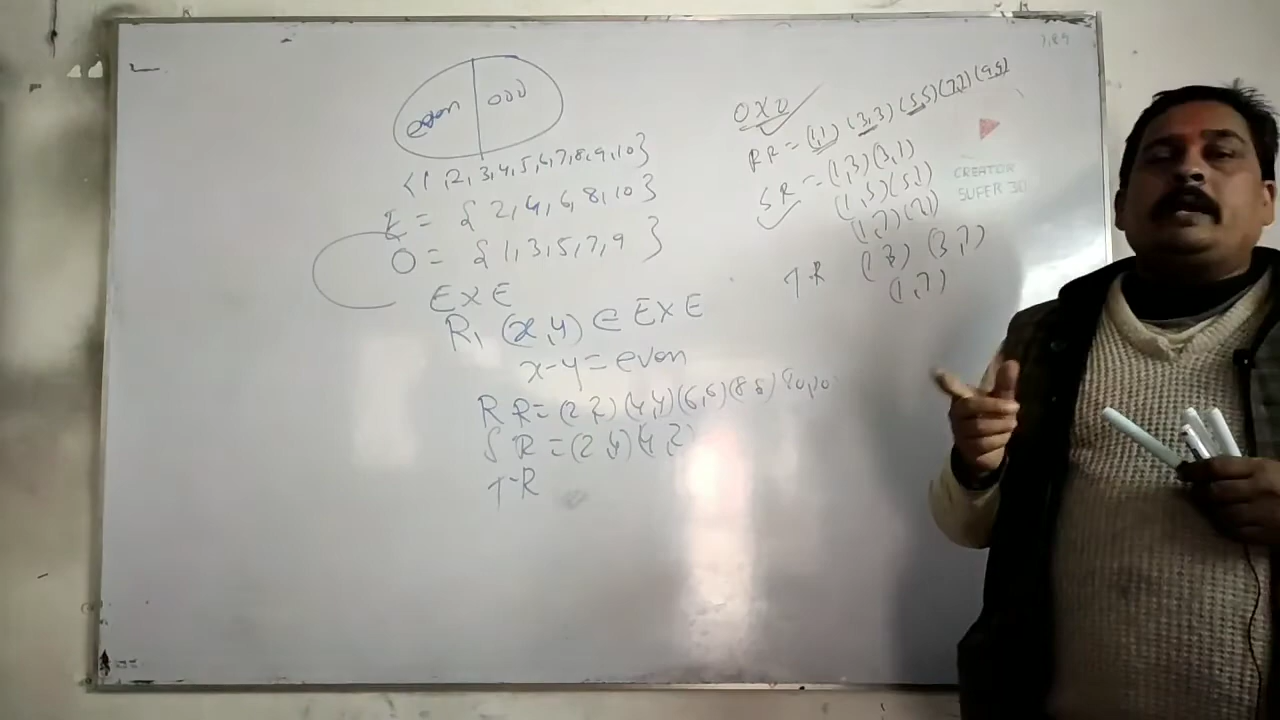 even odd
{1,2,3,4,5,6,7,8,9,10}
E = {2,4,6,8,10}
O = {1,3,5,7,9}
E×E
R₁ (x,y) ∈ E×E
x-y = even
RR = (2 2)(4,4)(6,6)(8 8)(10,10)
SR = (2 4)(4,2)
TR
O×O
RR = (1,1)(3,3)(5,5)(7,7)(9,9)
SR = (1,3)(3,1)
(1,5)(5,1)
(1,7)(7,1)
TR (1 3) (3,7)
(1,7)
CREATOR
SUPER 30